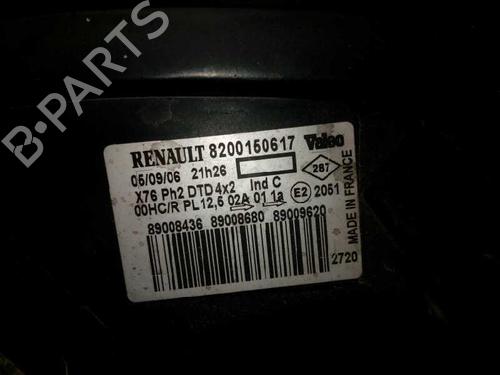 B-PARTS
RENAULT 8200150617 Valeo
05/09/06 21h26
267
X76 Ph2 DTD 4x2 Ind C
E2 2051
00HC/R PL12,5 02A 01 1a
89008436 89008680 89009620
2720
MADE IN FRANCE